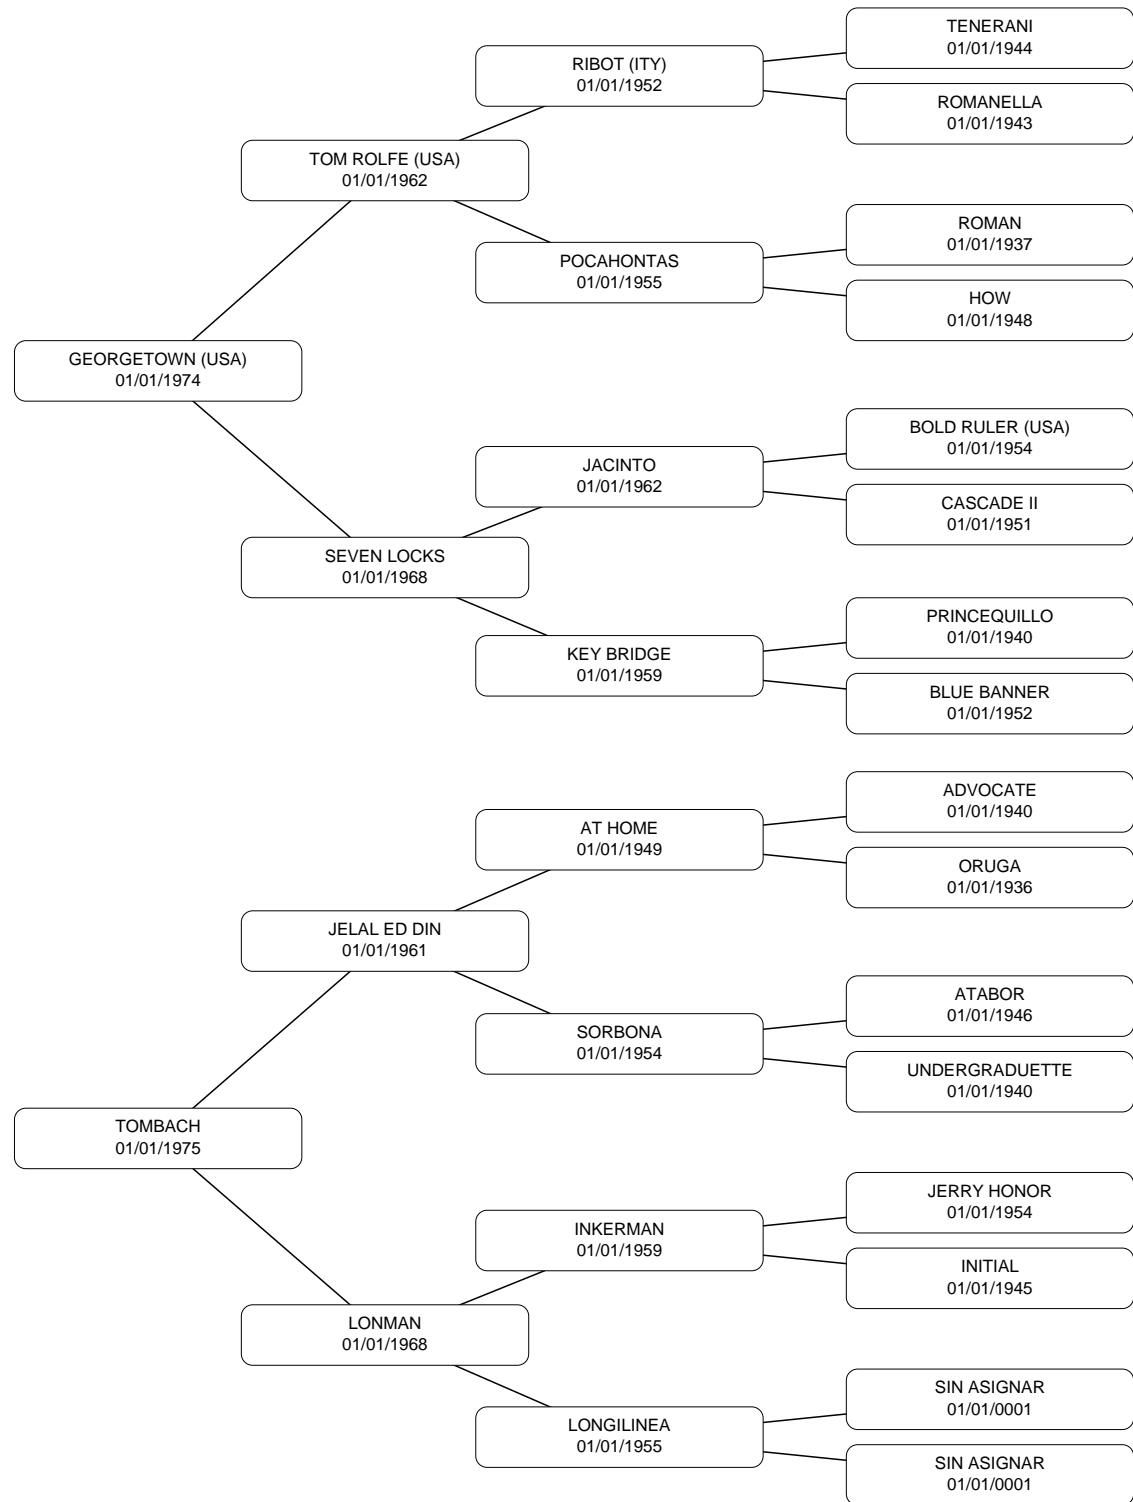 TENERANI
01/01/1944
RIBOT (ITY)
01/01/1952
ROMANELLA
01/01/1943
TOM ROLFE (USA)
01/01/1962
ROMAN
01/01/1937
POCAHONTAS
01/01/1955
HOW
01/01/1948
GEORGETOWN (USA)
01/01/1974
BOLD RULER (USA)
01/01/1954
JACINTO
01/01/1962
CASCADE II
01/01/1951
SEVEN LOCKS
01/01/1968
PRINCEQUILLO
01/01/1940
KEY BRIDGE
01/01/1959
BLUE BANNER
01/01/1952
ADVOCATE
01/01/1940
AT HOME
01/01/1949
ORUGA
01/01/1936
JELAL ED DIN
01/01/1961
ATABOR
01/01/1946
SORBONA
01/01/1954
UNDERGRADUETTE
01/01/1940
TOMBACH
01/01/1975
JERRY HONOR
01/01/1954
INKERMAN
01/01/1959
INITIAL
01/01/1945
LONMAN
01/01/1968
SIN ASIGNAR
01/01/0001
LONGILINEA
01/01/1955
SIN ASIGNAR
01/01/0001